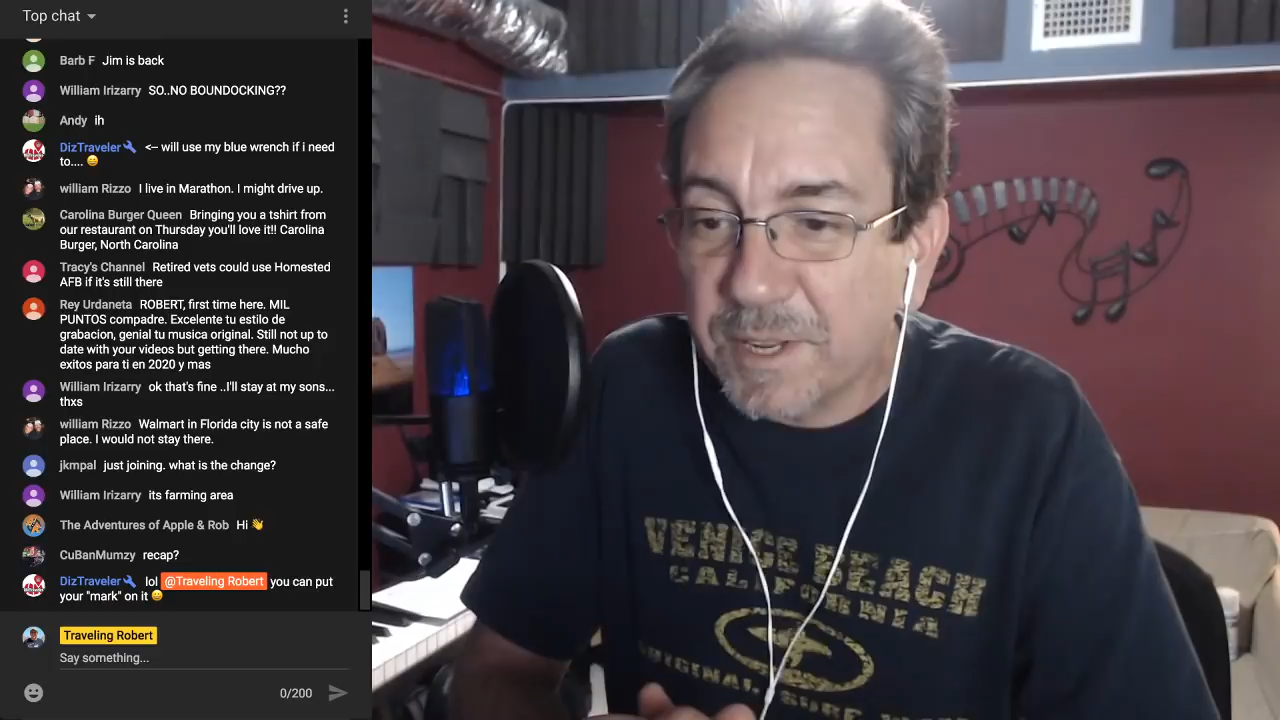 Top chat
Barb F Jim is back
William Irizarry SO..NO BOUNDOCKING??
Andy ih
DizTraveler <-- will use my blue wrench if i need
to....
william Rizzo I live in Marathon. I might drive up.
Carolina Burger Queen Bringing you a tshirt from
our restaurant on Thursday you'll love it!! Carolina
Burger, North Carolina
Tracy's Channel Retired vets could use Homested
AFB if it's still there
Rey Urdaneta ROBERT, first time here. MIL
PUNTOS compadre. Excelente tu estilo de
grabacion, genial tu musica original. Still not up to
date with your videos but getting there. Mucho
exitos para ti en 2020 y mas
William Irizarry ok that's fine ..I'll stay at my sons...
thxs
william Rizzo Walmart in Florida city is not a safe
place. I would not stay there.
jkmpal just joining. what is the change?
William Irizarry its farming area
The Adventures of Apple & Rob Hi 👋
CuBanMumzy recap?
DizTraveler lol @Traveling Robert you can put
your "mark" on it 😄
Traveling Robert
Say something...
0/200
VENICE BEACH
CALIFORNIA
ORIGINAL SURF